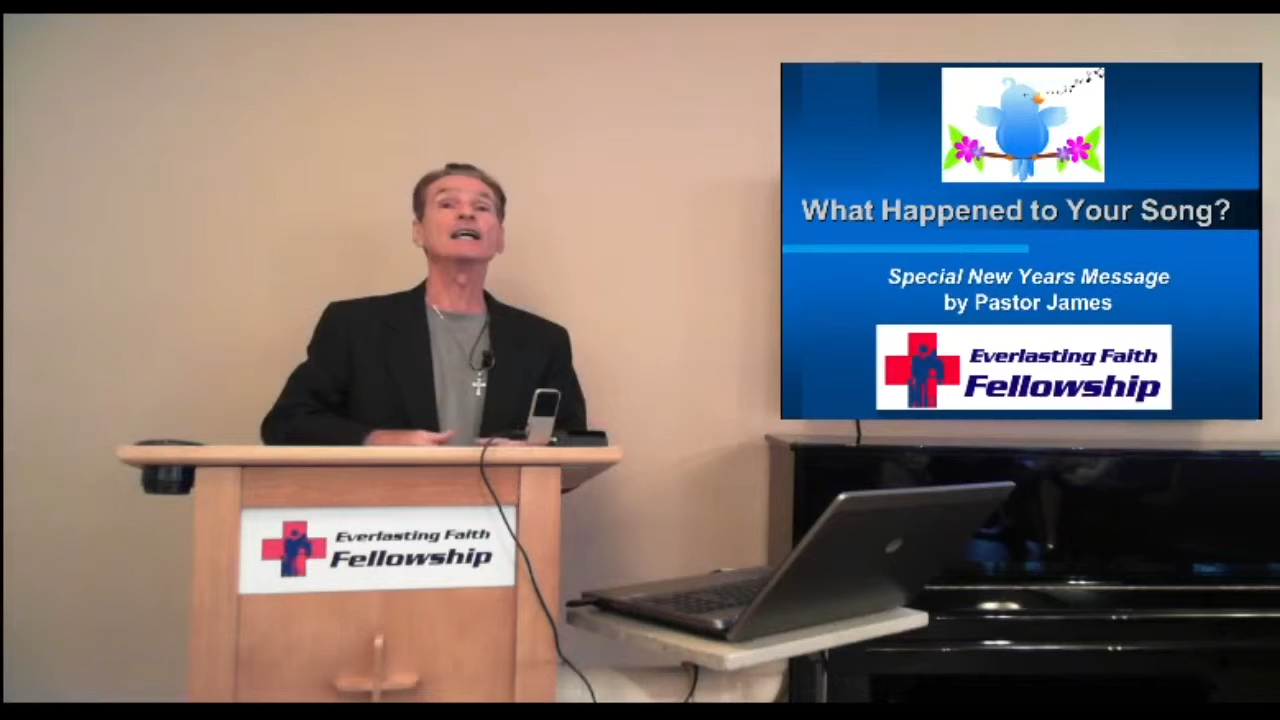 What Happened to Your Song?
Special New Years Message
by Pastor James
Everlasting Faith
Fellowship
Everlasting Faith
Fellowship